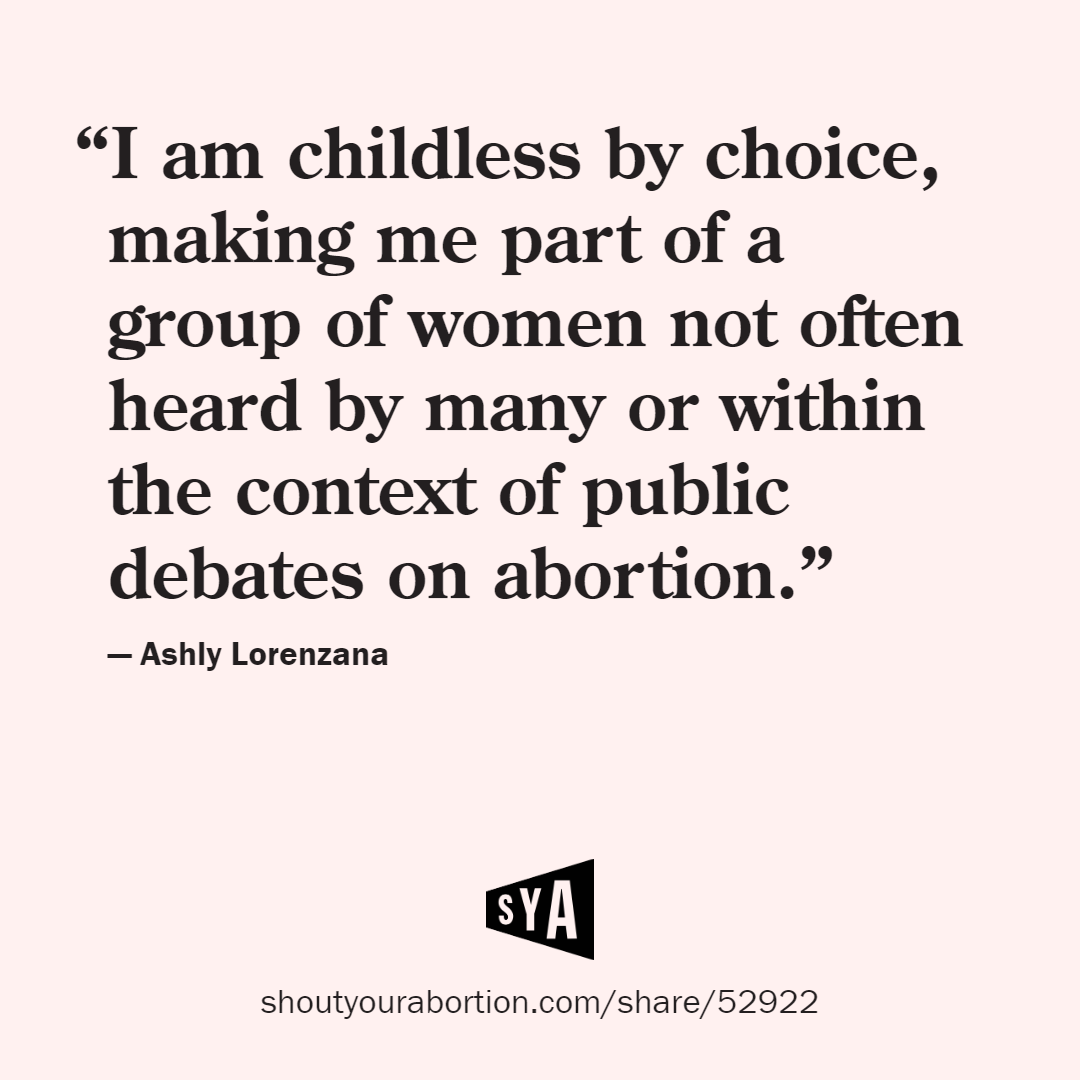 “I am childless by choice,
making me part of a
group of women not often
heard by many or within
the context of public
debates on abortion.”
— Ashly Lorenzana
SYA
shoutyourabortion.com/share/52922